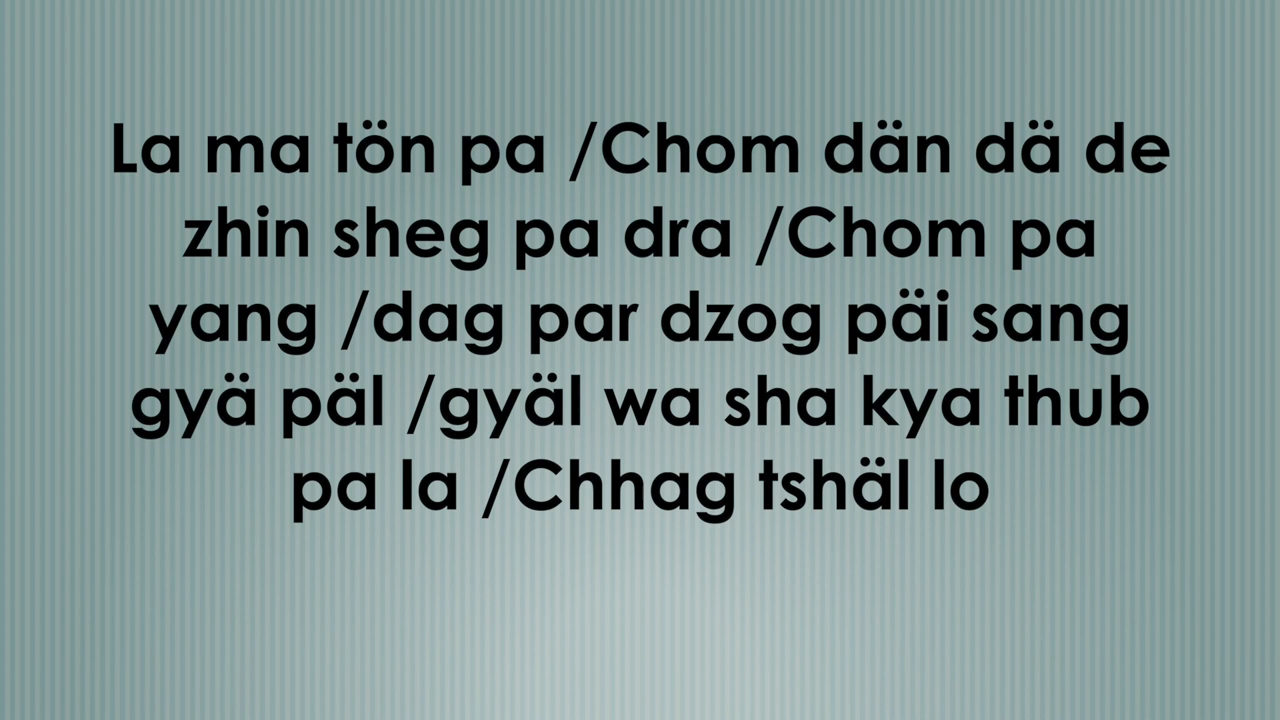 La ma tön pa /Chom dän dä de
zhin sheg pa dra /Chom pa
yang /dag par dzog päi sang
gyä päl /gyäl wa sha kya thub
pa la /Chhag tshäl lo